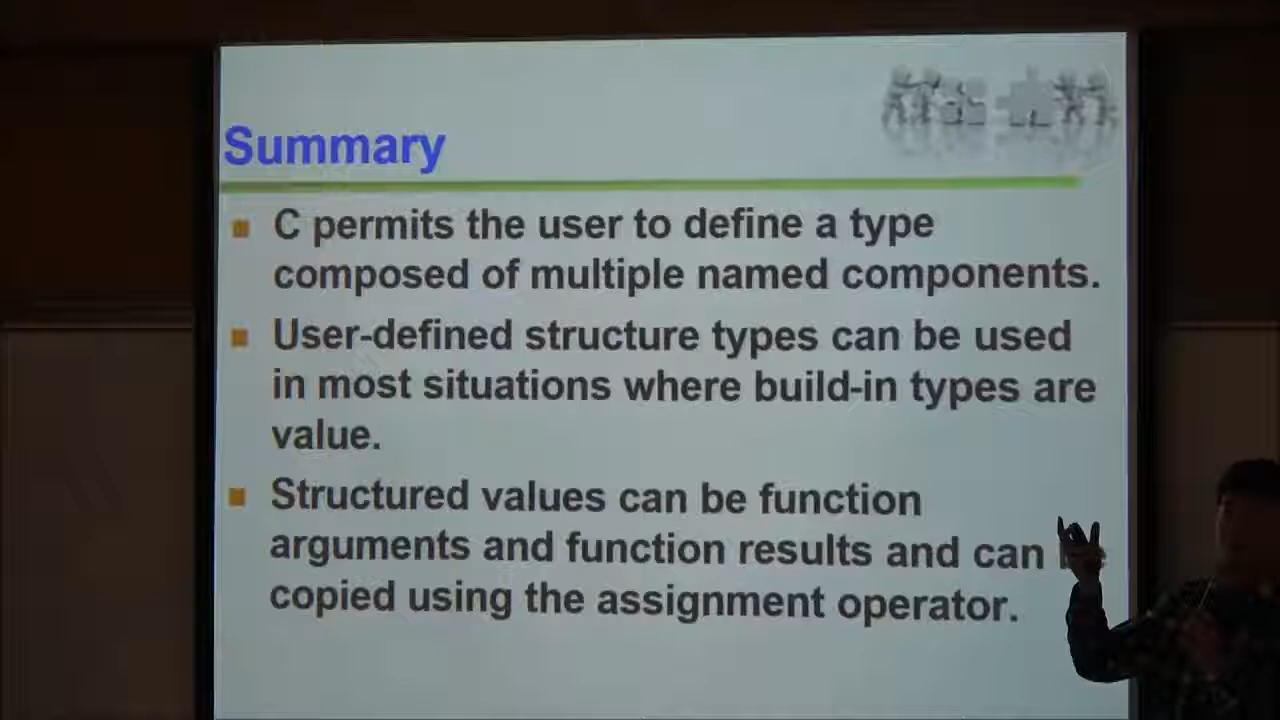 Summary
C permits the user to define a type
composed of multiple named components.
User-defined structure types can be used
in most situations where build-in types are
value.
Structured values can be function
arguments and function results and can
copied using the assignment operator.